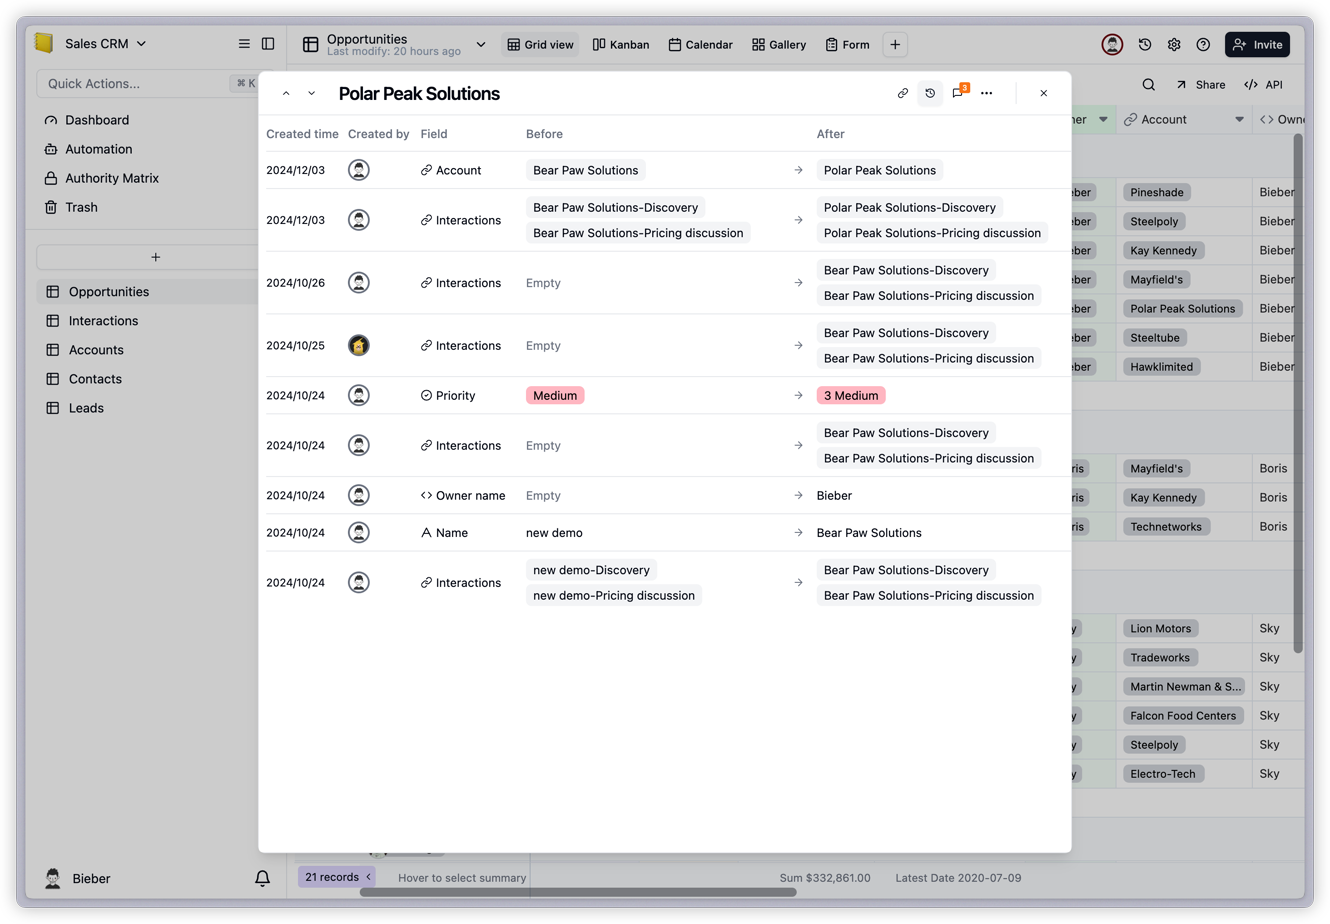 Sales CRM
Quick Actions...
⌘ K
Dashboard
Automation
Authority Matrix
Trash
+
Opportunities
Interactions
Accounts
Contacts
Leads
Bieber
Opportunities
Last modify: 20 hours ago
Grid view
Kanban
Calendar
Gallery
Form
+
Invite
Share
API
Polar Peak Solutions
3
Created time Created by Field Before After
2024/12/03 Account Bear Paw Solutions → Polar Peak Solutions
2024/12/03 Interactions Bear Paw Solutions-Discovery → Polar Peak Solutions-Discovery
Bear Paw Solutions-Pricing discussion Polar Peak Solutions-Pricing discussion
2024/10/26 Interactions Empty → Bear Paw Solutions-Discovery
Bear Paw Solutions-Pricing discussion
2024/10/25 Interactions Empty → Bear Paw Solutions-Discovery
Bear Paw Solutions-Pricing discussion
2024/10/24 Priority Medium → 3 Medium
2024/10/24 Interactions Empty → Bear Paw Solutions-Discovery
Bear Paw Solutions-Pricing discussion
2024/10/24 Owner name Empty → Bieber
2024/10/24 Name new demo → Bear Paw Solutions
2024/10/24 Interactions new demo-Discovery → Bear Paw Solutions-Discovery
new demo-Pricing discussion Bear Paw Solutions-Pricing discussion
ner Account Owne
eber Pineshade Bieber
eber Steelpoly Bieber
eber Kay Kennedy Bieber
eber Mayfield's Bieber
eber Polar Peak Solutions Bieber
eber Steeltube Bieber
eber Hawklimited Bieber
ris Mayfield's Boris
ris Kay Kennedy Boris
ris Technetworks Boris
y Lion Motors Sky
y Tradeworks Sky
y Martin Newman & S... Sky
y Falcon Food Centers Sky
y Steelpoly Sky
y Electro-Tech Sky
21 records
Hover to select summary
Sum $332,861.00
Latest Date 2020-07-09